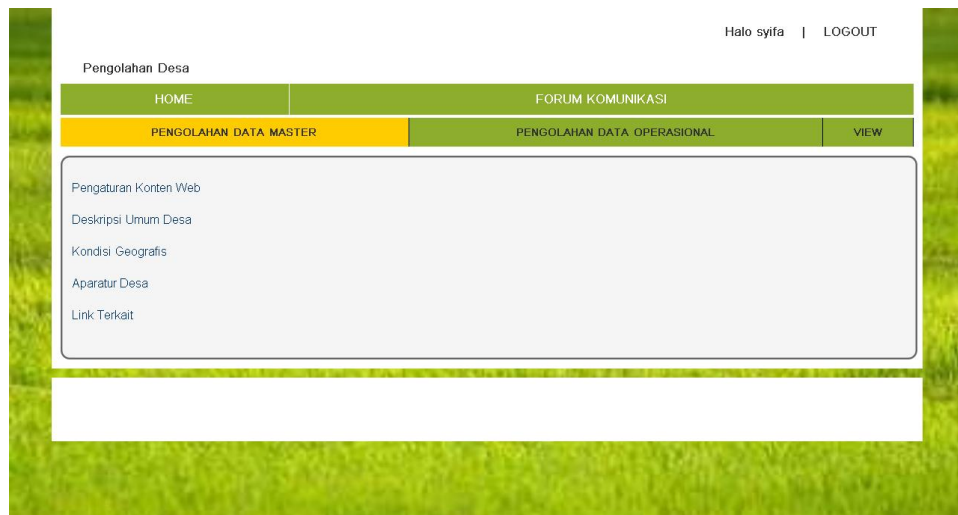 Halo syifa | LOGOUT
Pengolahan Desa
HOME FORUM KOMUNIKASI
PENGOLAHAN DATA MASTER PENGOLAHAN DATA OPERASIONAL VIEW
Pengaturan Konten Web
Deskripsi Umum Desa
Kondisi Geografis
Aparatur Desa
Link Terkait